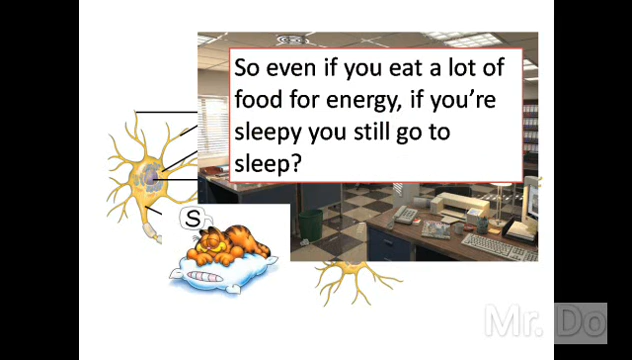 So even if you eat a lot of
food for energy, if you're
sleepy you still go to
sleep?
S
Mr. Do